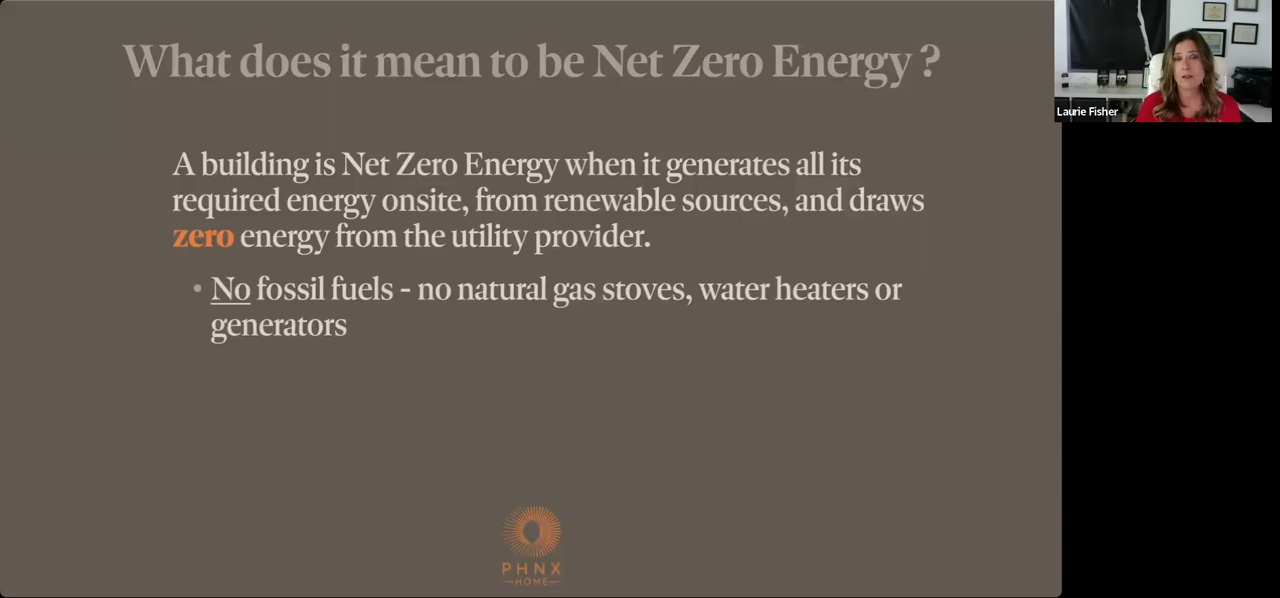 What does it mean to be Net Zero Energy ?
Laurie Fisher
A building is Net Zero Energy when it generates all its
required energy onsite, from renewable sources, and draws
zero energy from the utility provider.
• No fossil fuels - no natural gas stoves, water heaters or
generators
PHNX
HOME